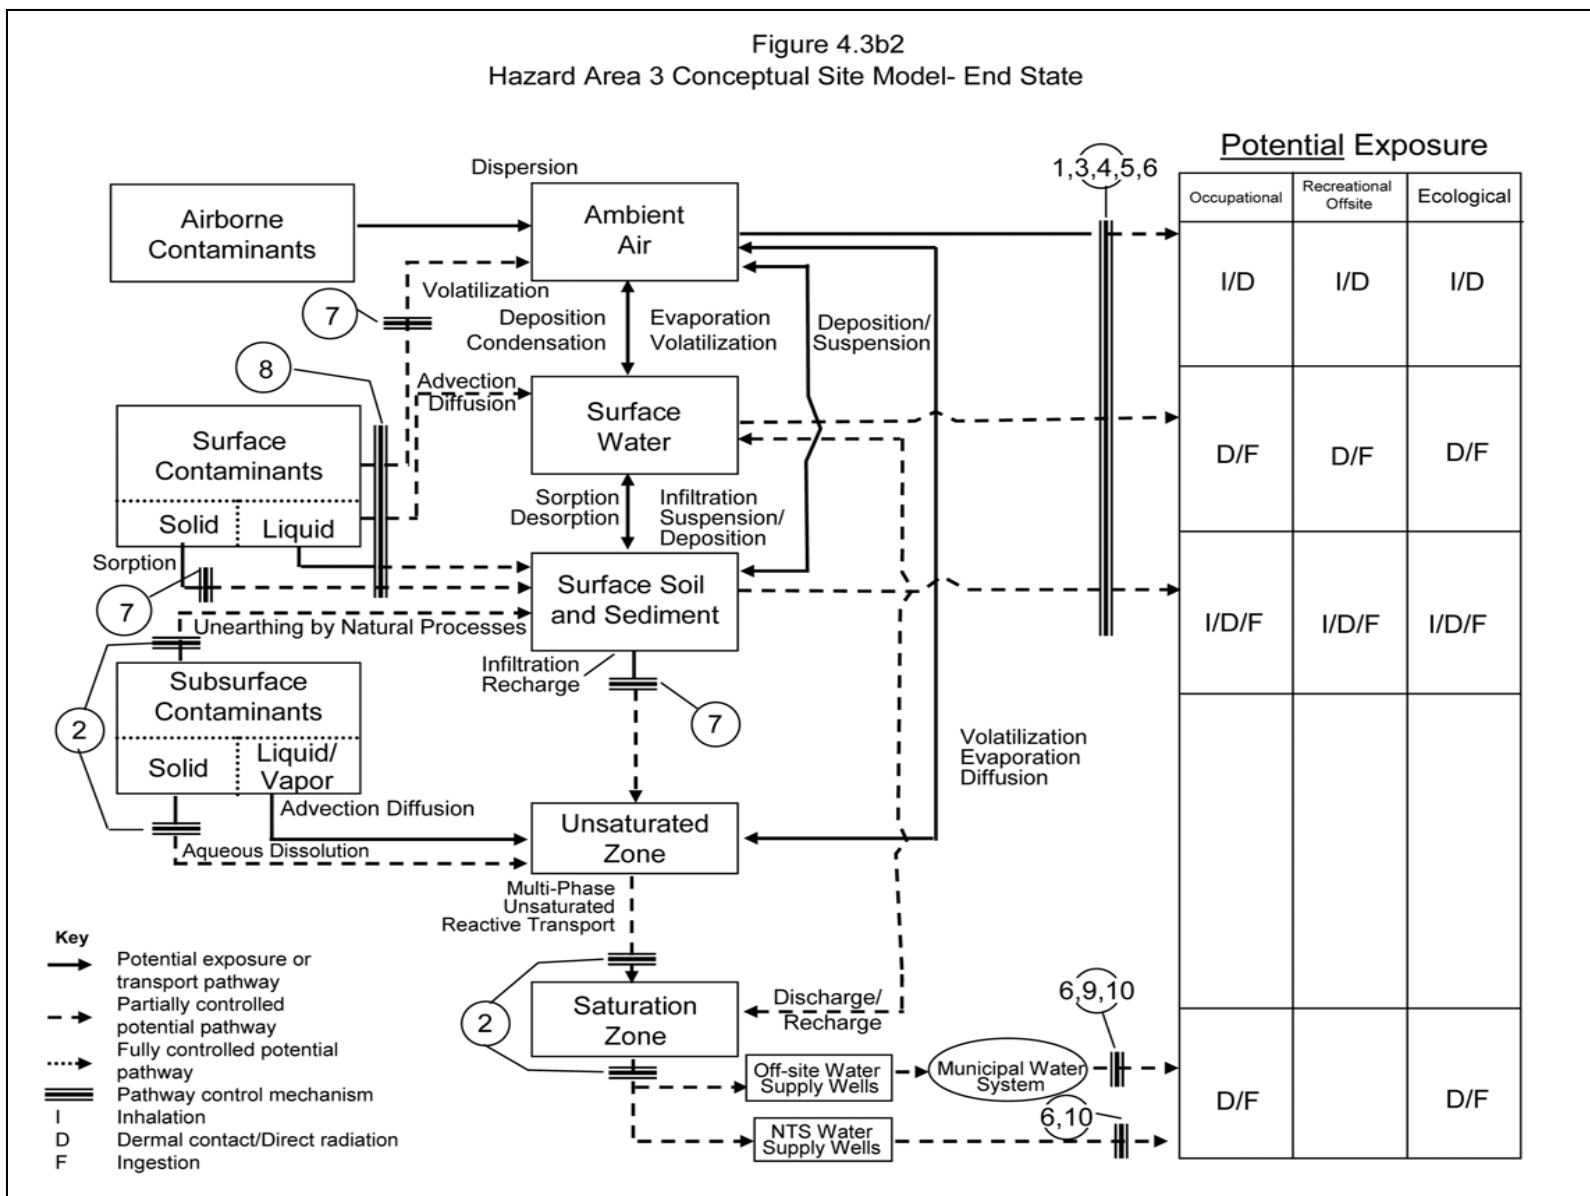 Figure 4.3b2
Hazard Area 3 Conceptual Site Model- End State
Potential Exposure
1,3,4,5,6
Occupational
Recreational
Offsite
Ecological
Dispersion
Airborne
Contaminants
Ambient
Air
I/D
I/D
I/D
Volatilization
7
Deposition
Condensation
Evaporation
Volatilization
Deposition/
Suspension
8
Advection
Diffusion
Surface
Water
Surface
Contaminants
Solid
Liquid
D/F
D/F
D/F
Sorption
Desorption
Infiltration
Suspension/
Deposition
Sorption
7
Surface Soil
and Sediment
I/D/F
I/D/F
I/D/F
Unearthing by Natural Processes
Infiltration
Recharge
Subsurface
Contaminants
2
7
Solid
Liquid/
Vapor
Volatilization
Evaporation
Diffusion
Advection Diffusion
Unsaturated
Zone
Aqueous Dissolution
Multi-Phase
Unsaturated
Reactive Transport
2
Saturation
Zone
Discharge/
Recharge
6,9,10
Off-site Water
Supply Wells
Municipal Water
System
D/F
D/F
6,10
NTS Water
Supply Wells
Key
Potential exposure or
transport pathway
Partially controlled
potential pathway
Fully controlled potential
pathway
Pathway control mechanism
I Inhalation
D Dermal contact/Direct radiation
F Ingestion